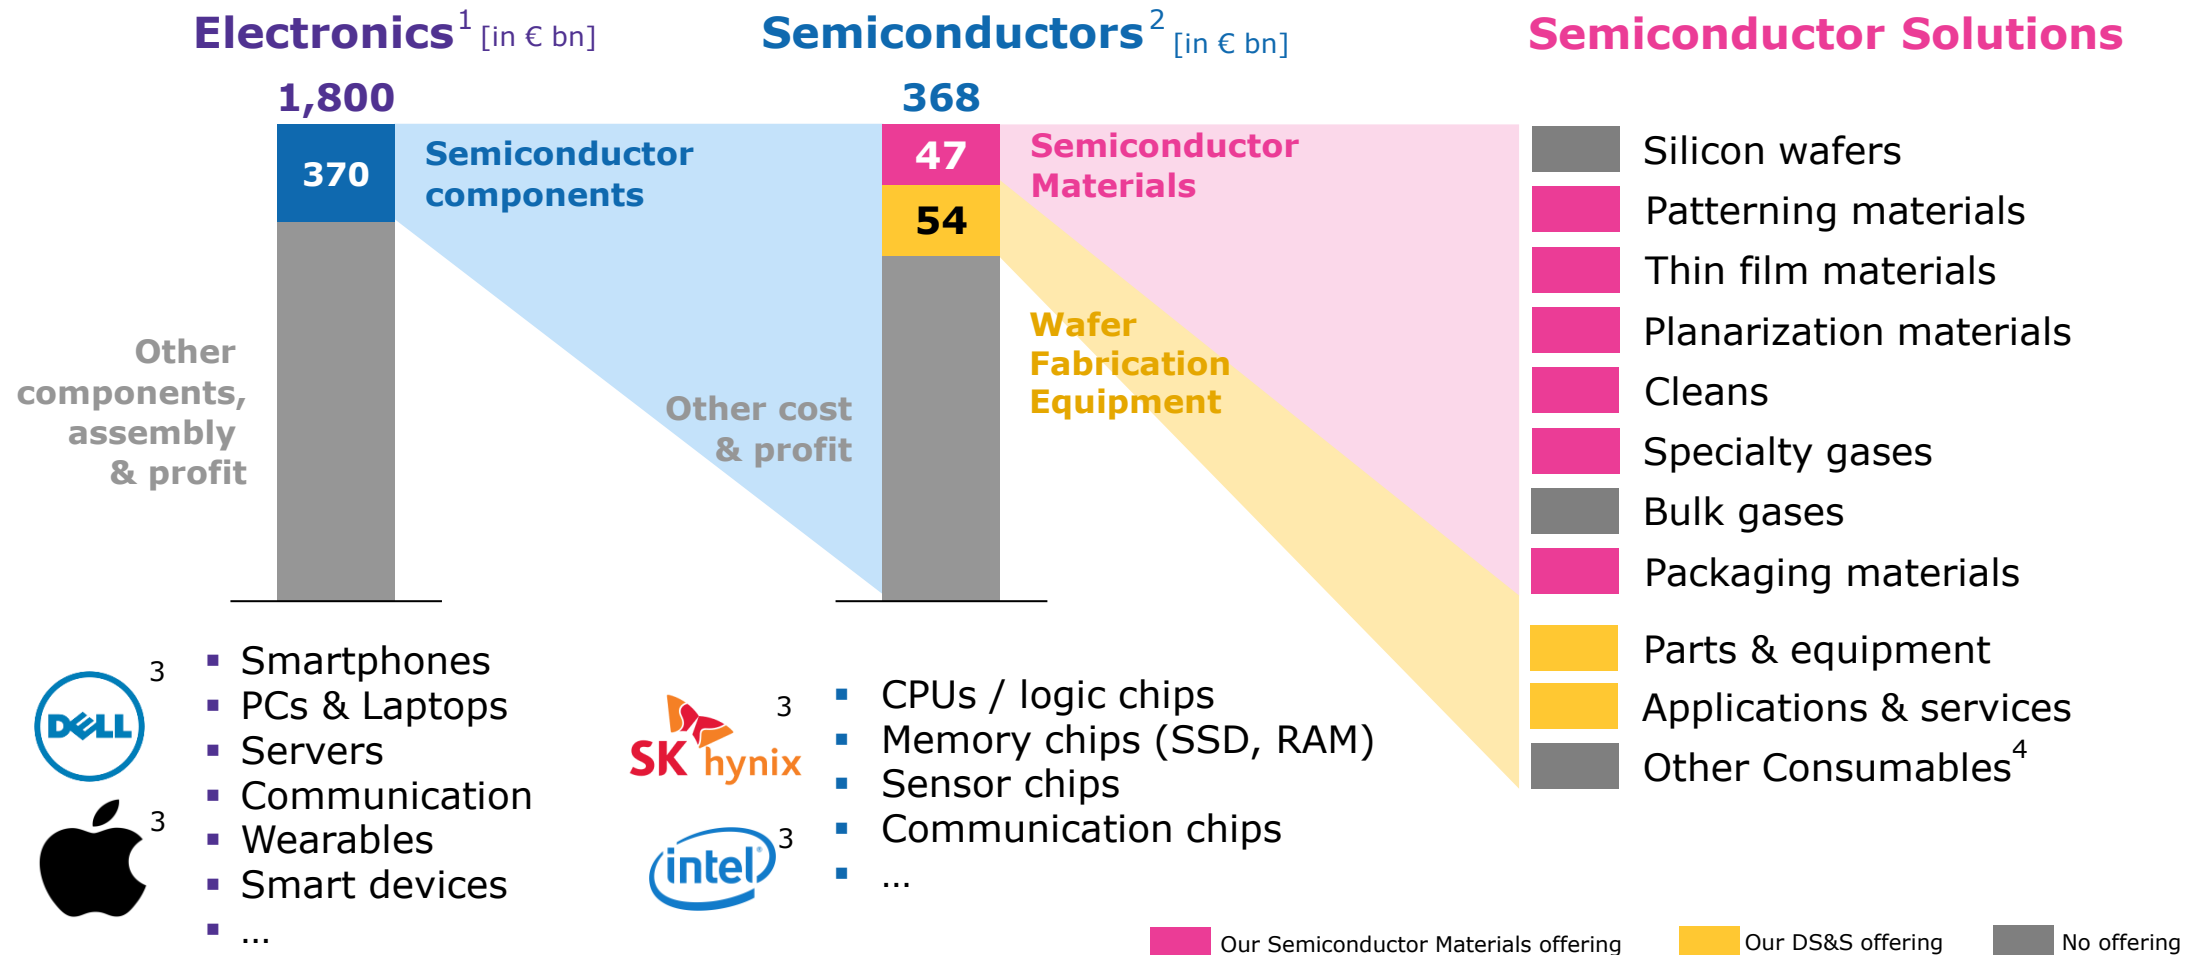 Electronics1 [in € bn]
Semiconductors2 [in € bn]
Semiconductor Solutions
1,800
370
Semiconductor
components
Other
components,
assembly
& profit
368
47
54
Semiconductor
Materials
Wafer
Fabrication
Equipment
Other cost
& profit
Silicon wafers
Patterning materials
Thin film materials
Planarization materials
Cleans
Specialty gases
Bulk gases
Packaging materials
Parts & equipment
Applications & services
Other Consumables4
DELL 3
3
▪ Smartphones
▪ PCs & Laptops
▪ Servers
▪ Communication
▪ Wearables
▪ Smart devices
▪ ...
SK hynix 3
intel 3
▪ CPUs / logic chips
▪ Memory chips (SSD, RAM)
▪ Sensor chips
▪ Communication chips
▪ ...
Our Semiconductor Materials offering
Our DS&S offering
No offering